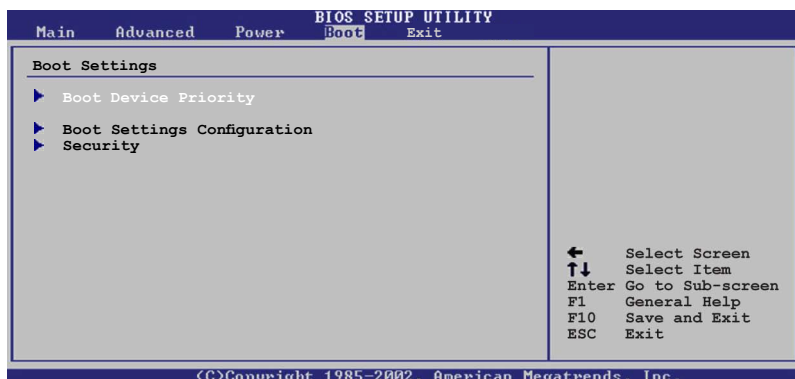 BIOS SETUP UTILITY
Main Advanced Power Boot Exit
Boot Settings
Boot Device Priority
Boot Settings Configuration
Security
← Select Screen
↑↓ Select Item
Enter Go to Sub-screen
F1 General Help
F10 Save and Exit
ESC Exit
(C)Copyright 1985-2002, American Megatrends, Inc.